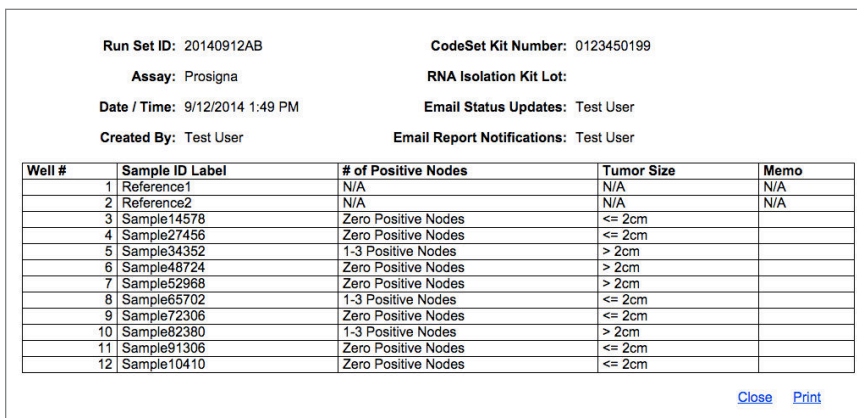 Run Set ID: 20140912AB CodeSet Kit Number: 0123450199
Assay: Prosigna RNA Isolation Kit Lot:
Date / Time: 9/12/2014 1:49 PM Email Status Updates: Test User
Created By: Test User Email Report Notifications: Test User
Well # Sample ID Label # of Positive Nodes Tumor Size Memo
1 Reference1 N/A N/A N/A
2 Reference2 N/A N/A N/A
3 Sample14578 Zero Positive Nodes <= 2cm
4 Sample27456 Zero Positive Nodes <= 2cm
5 Sample34352 1-3 Positive Nodes > 2cm
6 Sample48724 Zero Positive Nodes > 2cm
7 Sample52968 Zero Positive Nodes > 2cm
8 Sample65702 1-3 Positive Nodes <= 2cm
9 Sample72306 Zero Positive Nodes <= 2cm
10 Sample82380 1-3 Positive Nodes > 2cm
11 Sample91306 Zero Positive Nodes <= 2cm
12 Sample10410 Zero Positive Nodes <= 2cm
Close Print